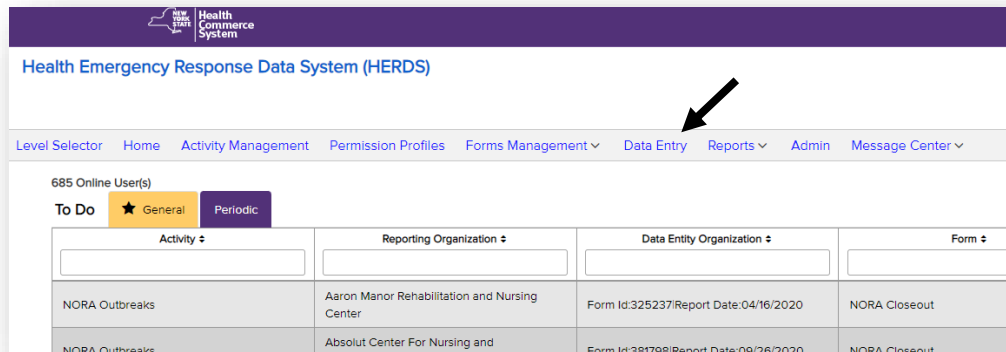 NEW YORK STATE
Health Commerce System
Health Emergency Response Data System (HERDS)
Level Selector Home Activity Management Permission Profiles Forms Management Data Entry Reports Admin Message Center
685 Online User(s)
To Do General Periodic
Activity Reporting Organization Data Entity Organization Form
NORA Outbreaks Aaron Manor Rehabilitation and Nursing Center Form Id:325237|Report Date:04/16/2020 NORA Closeout
NORA Outbreaks Absolut Center For Nursing and Form Id:381798|Report Date:09/26/2020 NORA Closeout